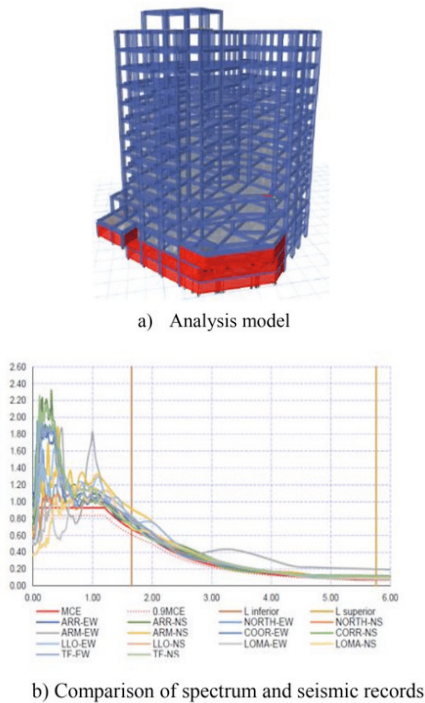 a) Analysis model
2.60
2.40
2.20
2.00
1.80
1.60
1.40
1.20
1.00
0.80
0.60
0.40
0.20
0.00
0.00 1.00 2.00 3.00 4.00 5.00 6.00
MCE 0.9MCE L inferior L superior
ARR-EW ARR-NS NORTH-EW NORTH-NS
ARM-EW ARM-NS COOR-EW CORR-NS
LLO-EW LLO-NS LOMA-EW LOMA-NS
TF-EW TF-NS
b) Comparison of spectrum and seismic records